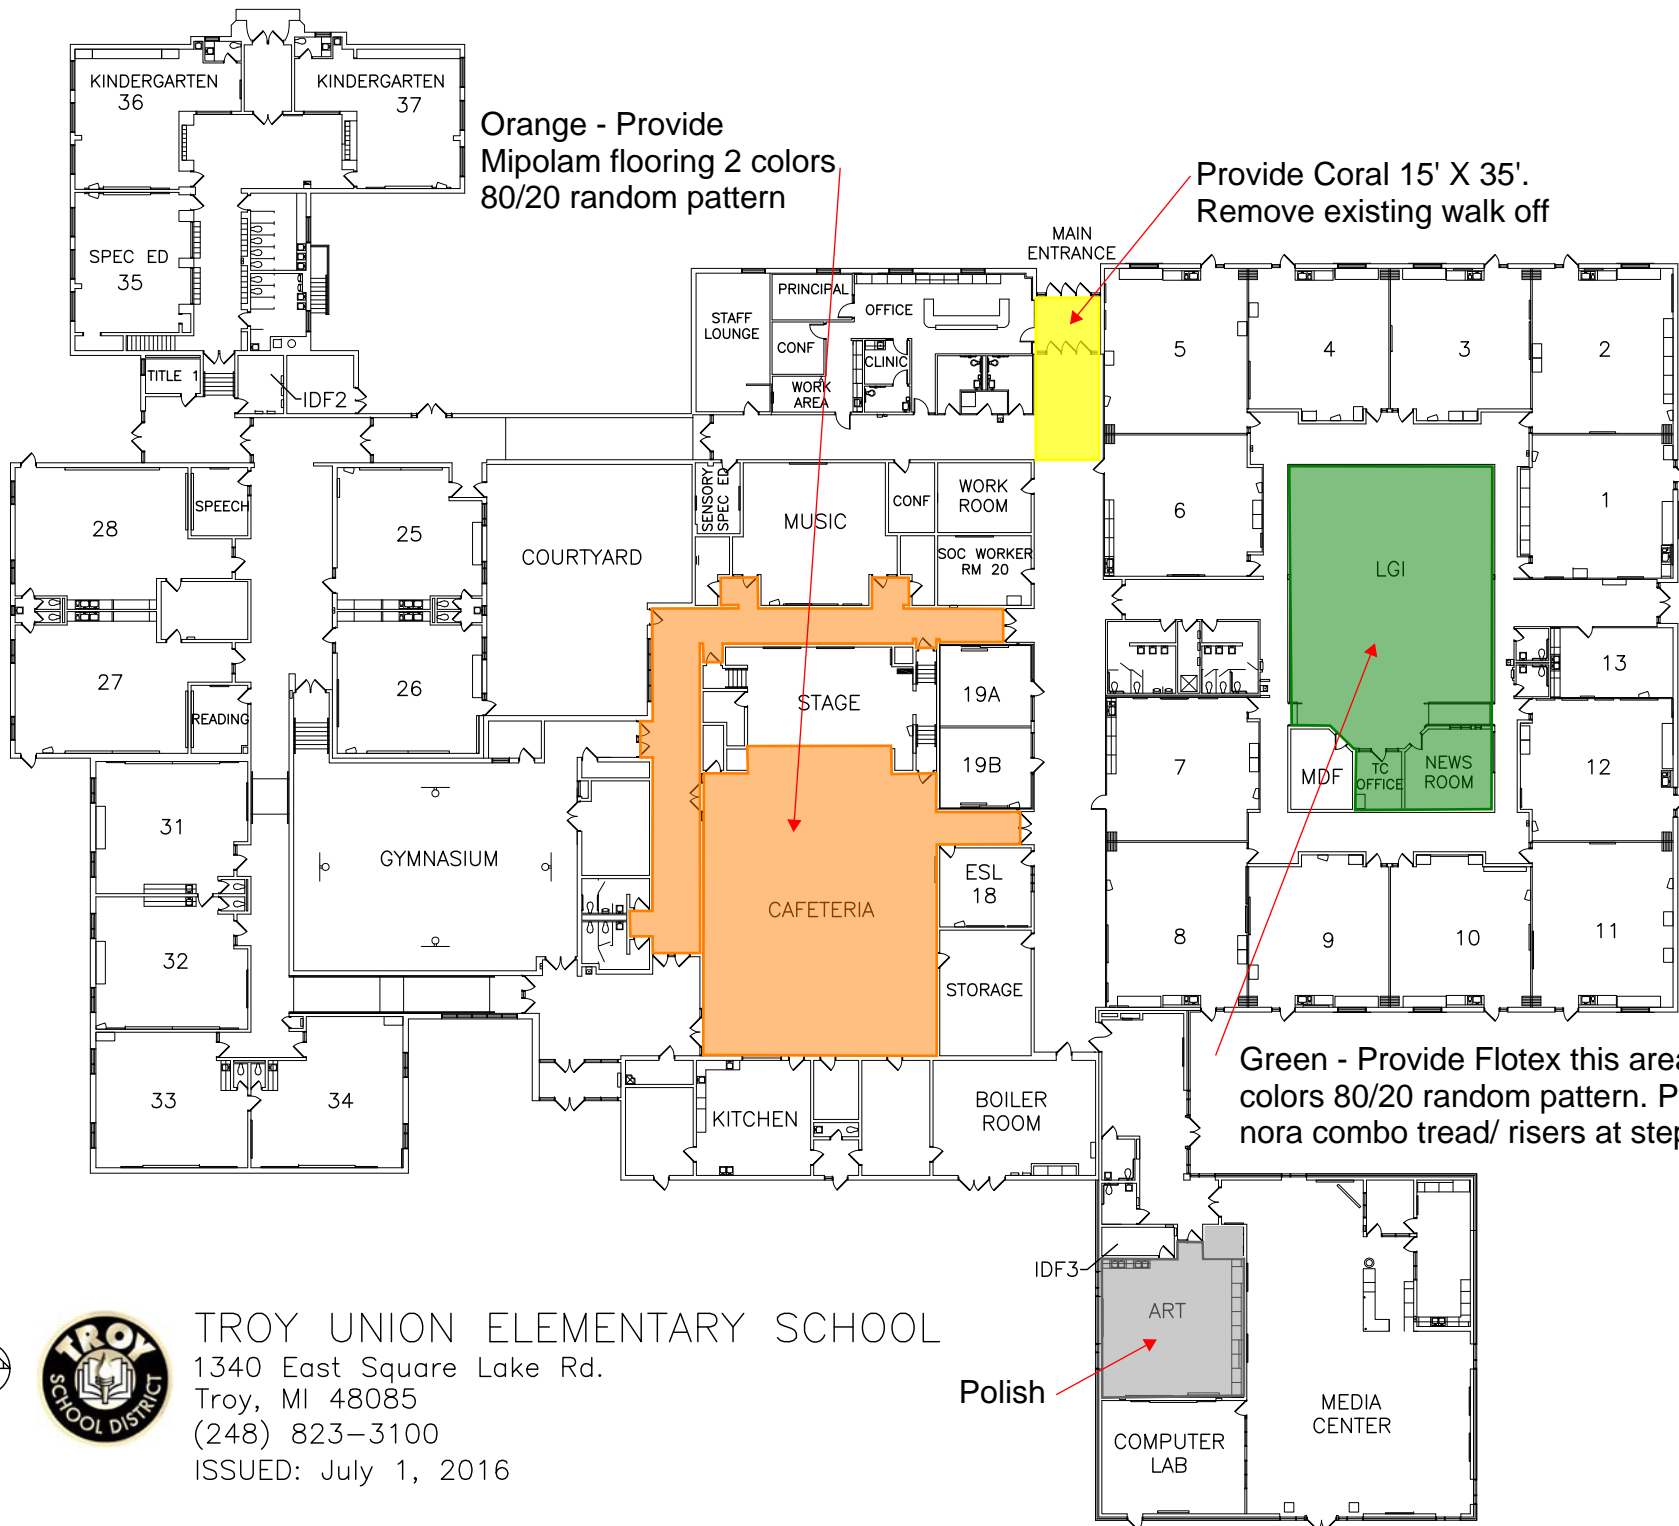 KINDERGARTEN
36
KINDERGARTEN
37
Orange - Provide
Mipolam flooring 2 colors
80/20 random pattern
Provide Coral 15' X 35'.
Remove existing walk off
MAIN
ENTRANCE
SPEC ED
35
TITLE 1
IDF2
STAFF
LOUNGE
PRINCIPAL
CONF
WORK
AREA
OFFICE
CLINIC
5
4
3
2
28
SPEECH
25
COURTYARD
SENSORY
SPEC ED
MUSIC
CONF
WORK
ROOM
SOC WORKER
RM 20
6
LGI
1
27
READING
26
STAGE
19A
19B
13
7
MDF
TC
OFFICE
NEWS
ROOM
12
31
GYMNASIUM
CAFETERIA
ESL
18
32
STORAGE
8
9
10
11
33
34
KITCHEN
BOILER
ROOM
Green - Provide Flotex this area
colors 80/20 random pattern.
nora combo tread/ risers at
IDF3
ART
Polish
COMPUTER
LAB
MEDIA
CENTER
TROY
SCHOOL DISTRICT
TROY UNION ELEMENTARY SCHOOL
1340 East Square Lake Rd.
Troy, MI 48085
(248) 823-3100
ISSUED: July 1, 2016